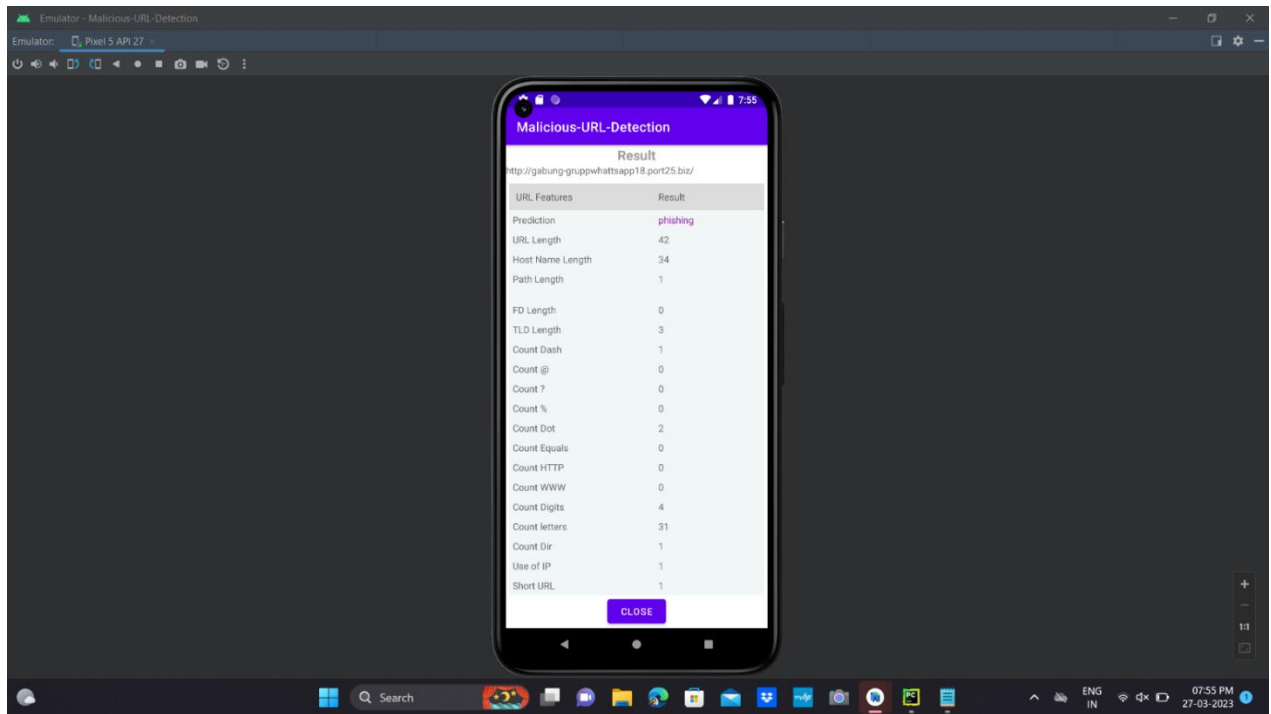 Emulator - Malicious-URL-Detection
Emulator: Pixel 5 API 27
7:55
Malicious-URL-Detection
Result
http://gabung-gruppwhattsapp18.port25.biz/
URL Features Result
Prediction phishing
URL Length 42
Host Name Length 34
Path Length 1
FD Length 0
TLD Length 3
Count Dash 1
Count @ 0
Count ? 0
Count % 0
Count Dot 2
Count Equals 0
Count HTTP 0
Count WWW 0
Count Digits 4
Count letters 31
Count Dir 1
Use of IP 1
Short URL 1
CLOSE
1:1
Search
ENG
IN
07:55 PM
27-03-2023
1